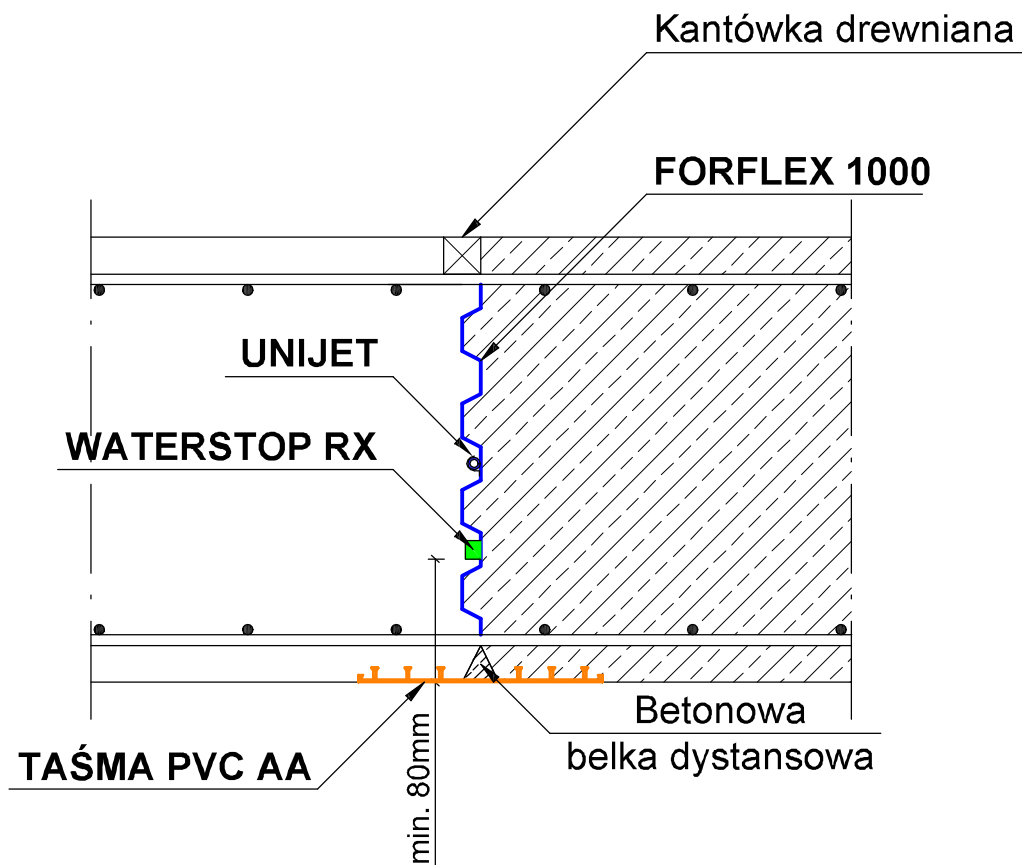 Kantówka drewniana
FORFLEX 1000
UNIJET
WATERSTOP RX
Betonowa
belka dystansowa
TAŚMA PVC AA
min. 80mm